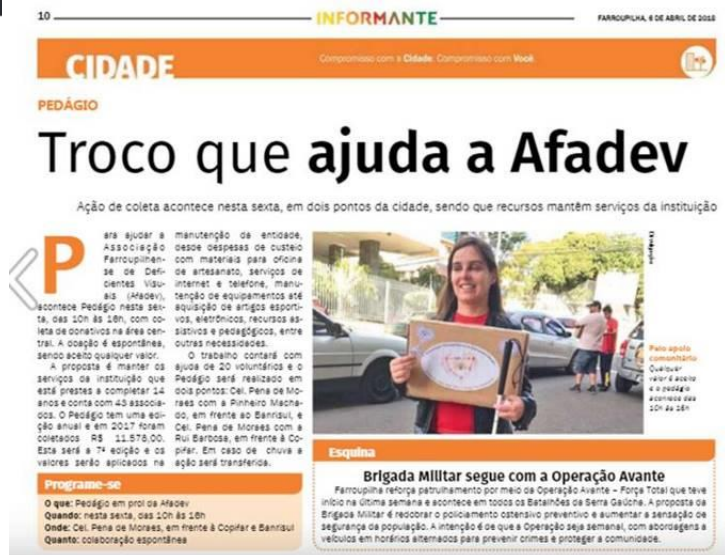 10
INFORMANTE
FARROUPILHA, 6 DE ABRIL DE 2018
CIDADE
Compromisso com a Cidade. Compromisso com Você.
PEDÁGIO
Troco que ajuda a Afadev
Ação de coleta acontece nesta sexta, em dois pontos da cidade, sendo que recursos mantêm serviços da instituição
Para ajudar a
Associação
Farroupilhen-
se de Defi-
cientes Visu-
ais (Afadev),
acontece Pedágio nesta sex-
ta, das 10h às 16h, com co-
leta de donativos na área cen-
tral. A doação é espontânea,
sendo aceito qualquer valor.
A proposta é manter os
serviços da instituição que
está prestes a completar 14
anos e conta com 43 associa-
dos. O Pedágio tem uma edi-
ção anual e em 2017 foram
coletados R$ 11.578,00.
Esta será a 7ª edição e os
valores serão aplicados na
manutenção da entidade,
desde despesas de custeio
com materiais para oficina
de artesanato, serviços de
internet e telefone, manu-
tenção de equipamentos até
aquisição de artigos esporti-
vos, eletrônicos, recursos as-
sistivos e pedagógicos, entre
outras necessidades.
O trabalho contará com
ajuda de 20 voluntários e o
Pedágio será realizado em
dois pontos: Cel. Pena de Mo-
raes com a Pinheiro Macha-
do, em frente ao Banrisul, e
Cel. Pena de Moraes com a
Rui Barbosa, em frente à Co-
pifar. Em caso de chuva a
ação será transferida.
Divulgação
Pelo apoio
comunitário
Qualquer
valor é aceito
e o pedágio
acontece das
10h às 16h
Programe-se
O que: Pedágio em prol da Afadev
Quando: nesta sexta, das 10h às 16h
Onde: Cel. Pena de Moraes, em frente à Copifar e Banrisul
Quanto: colaboração espontânea
Esquina
Brigada Militar segue com a Operação Avante
Farroupilha reforça patrulhamento por meio da Operação Avante – Força Total que teve
início na última semana e acontece em todos os Batalhões da Serra Gaúcha. A proposta da
Brigada Militar é redobrar o policiamento ostensivo preventivo e aumentar a sensação de
segurança da população. A intenção é de que a Operação seja semanal, com abordagens a
veículos em horários alternados para prevenir crimes e proteger a comunidade.